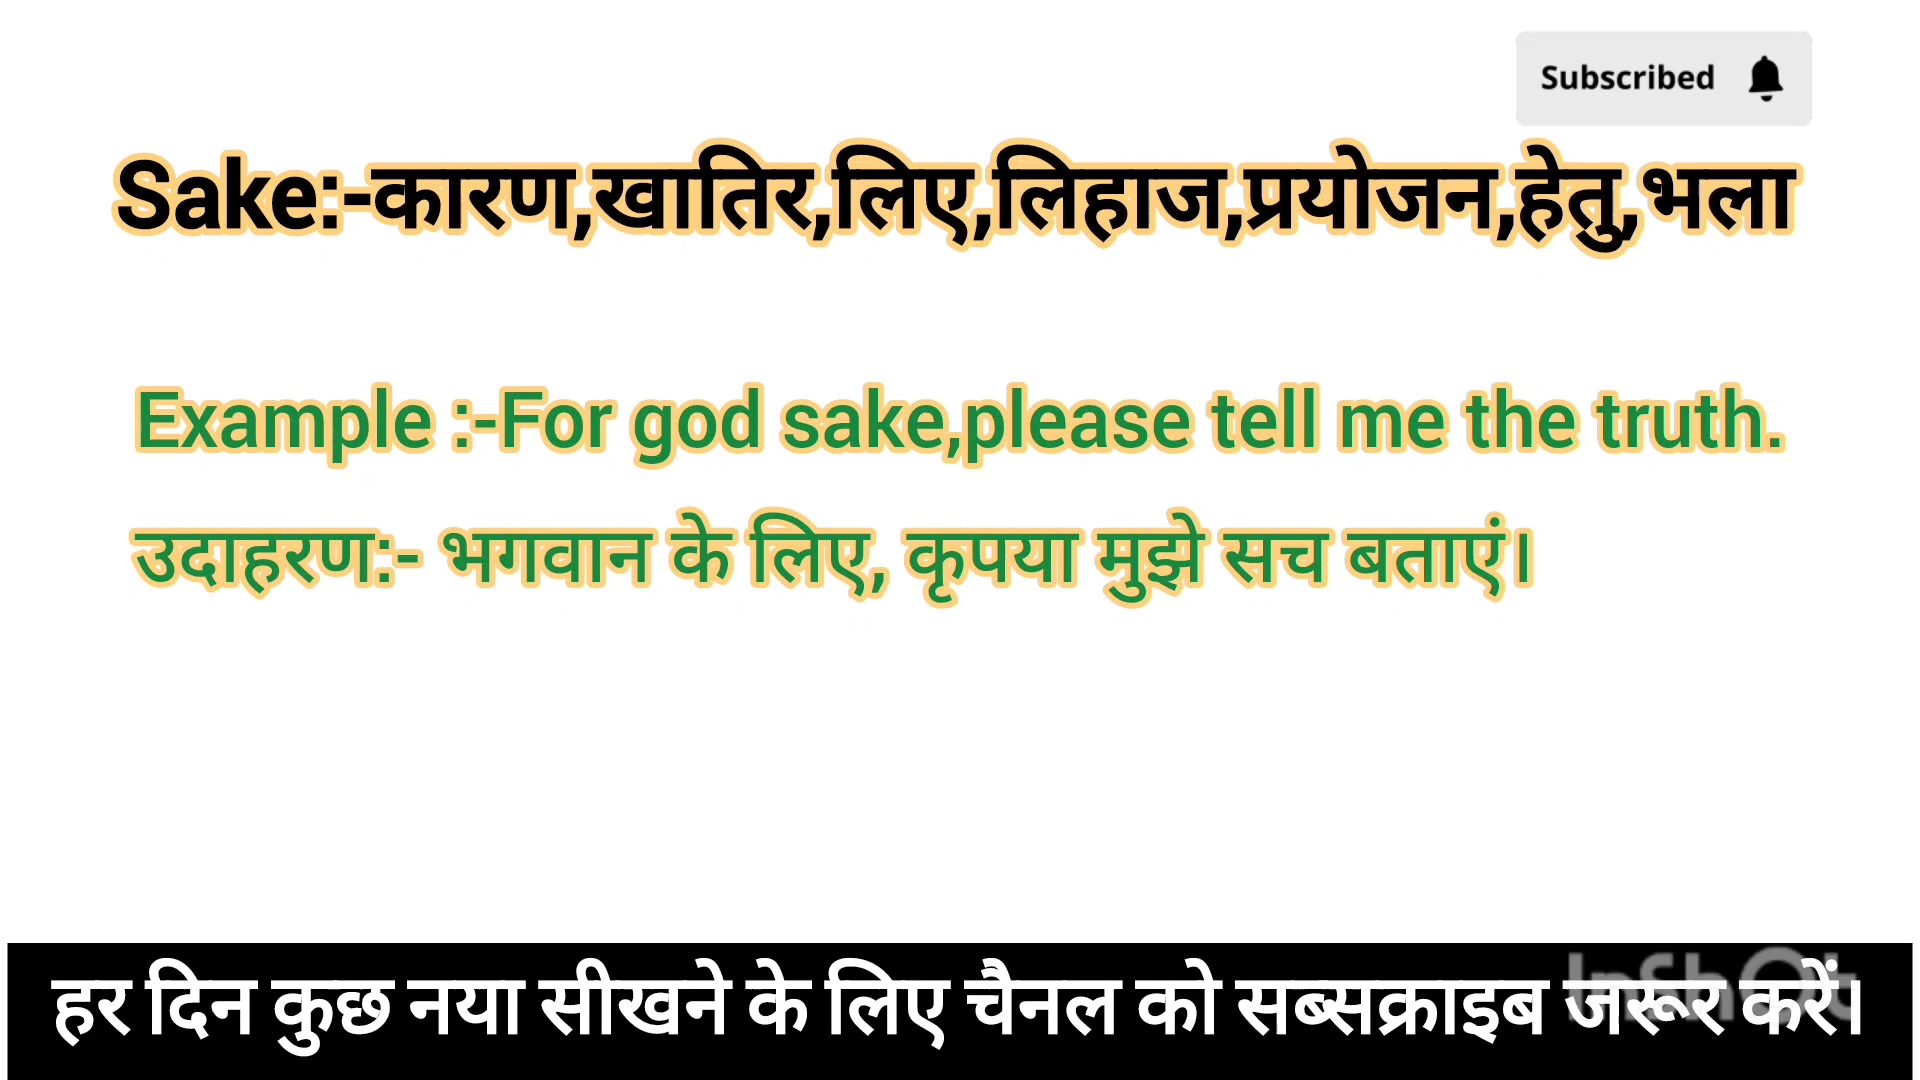 Subscribed
Sake:-कारण,खातिर,लिए,लिहाज,प्रयोजन,हेतु,भला
Example :-For god sake,please tell me the truth.
उदाहरण:- भगवान के लिए, कृपया मुझे सच बताएं।
हर दिन कुछ नया सीखने के लिए चैनल को सब्सक्राइब जरूर करें।
InShOt